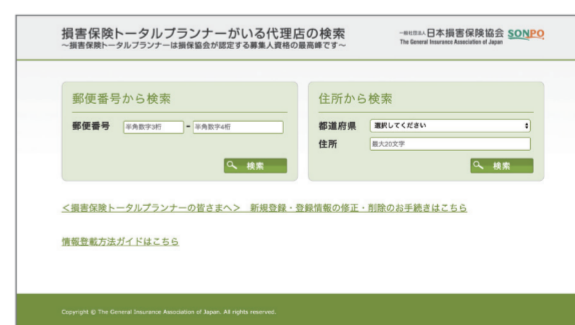 損害保険トータルプランナーがいる代理店の検索
～損害保険トータルプランナーは損保協会が認定する募集人資格の最高峰です～
一般社団法人 日本損害保険協会 SONPO
The General Insurance Association of Japan
郵便番号から検索
郵便番号 半角数字3桁 - 半角数字4桁
検索
住所から検索
都道府県 選択してください
住所 最大20文字
検索
＜損害保険トータルプランナーの皆さまへ＞ 新規登録・登録情報の修正・削除のお手続きはこちら
情報登載方法ガイドはこちら
Copyright © The General Insurance Association of Japan. All rights reserved.